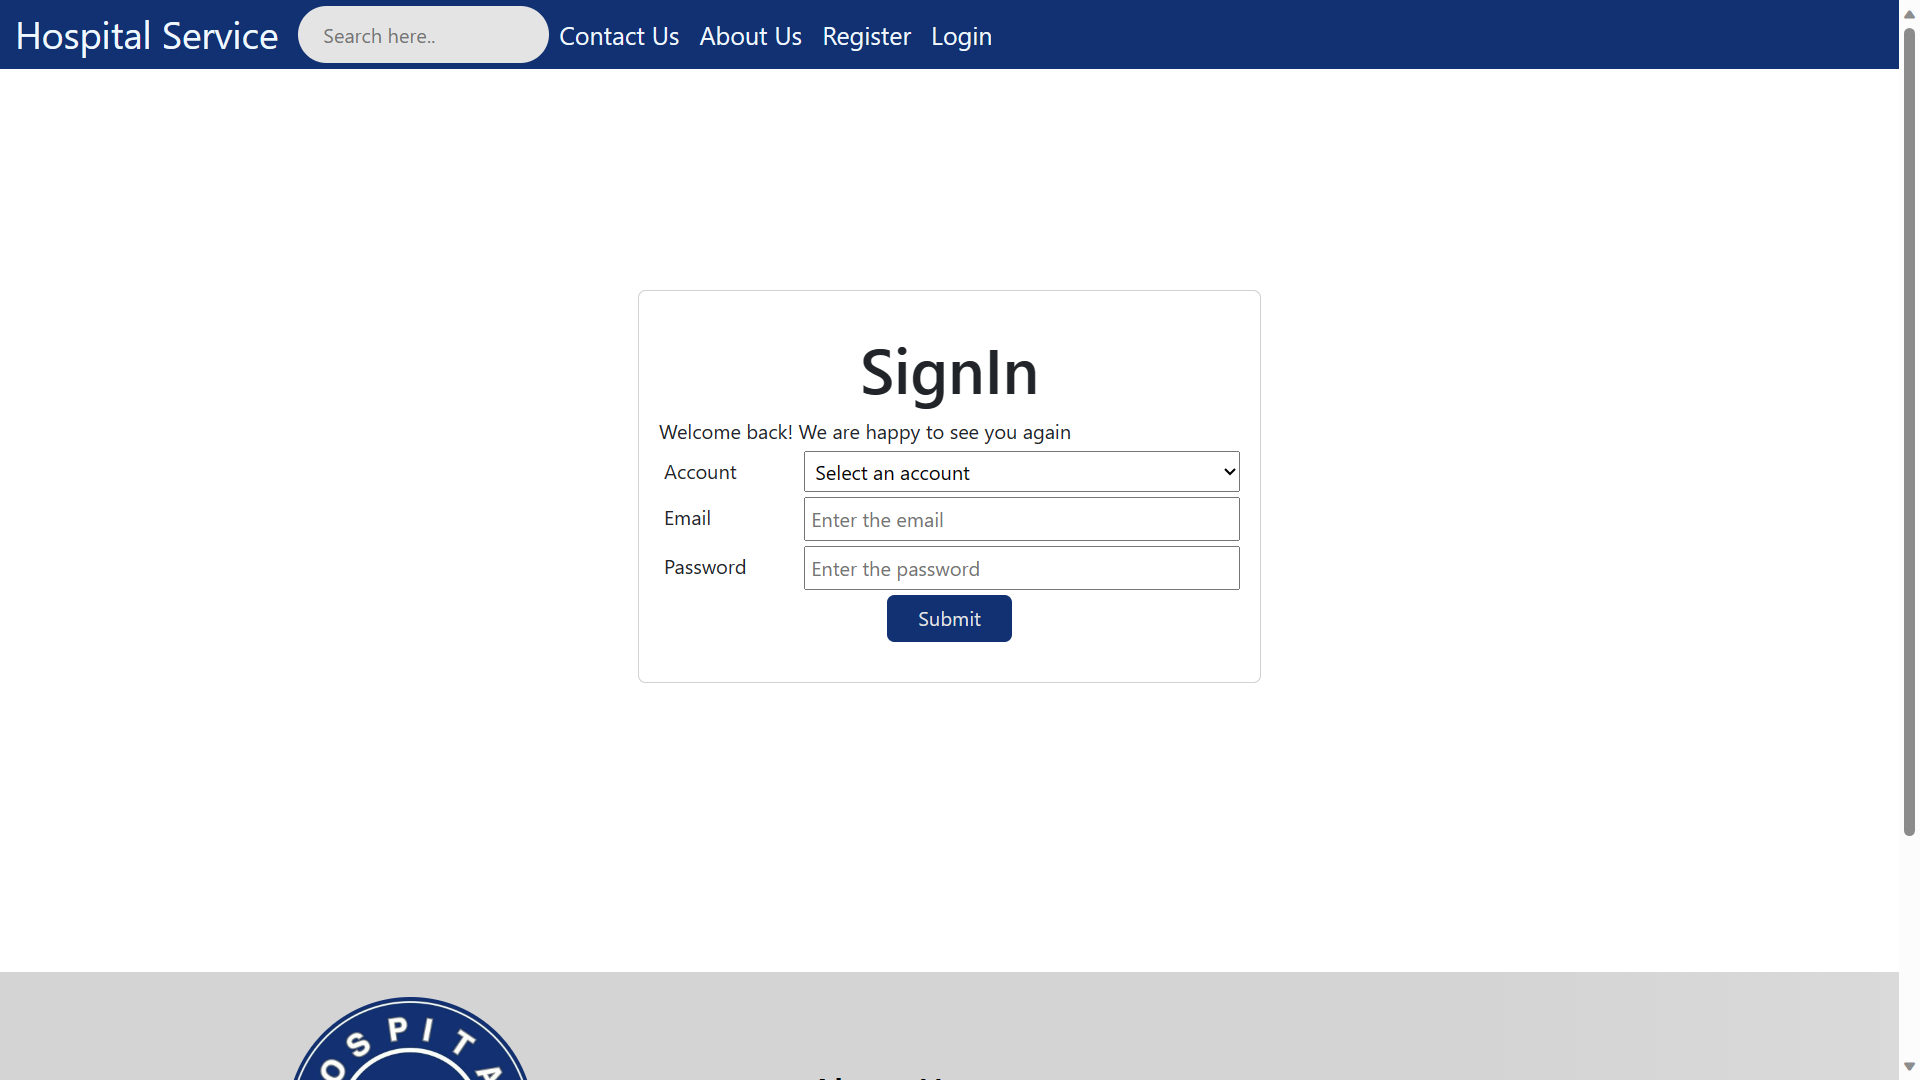 Hospital Service
Search here..
Contact Us
About Us
Register
Login
SignIn
Welcome back! We are happy to see you again
Account
Select an account
Email
Enter the email
Password
Enter the password
Submit
OSPITA